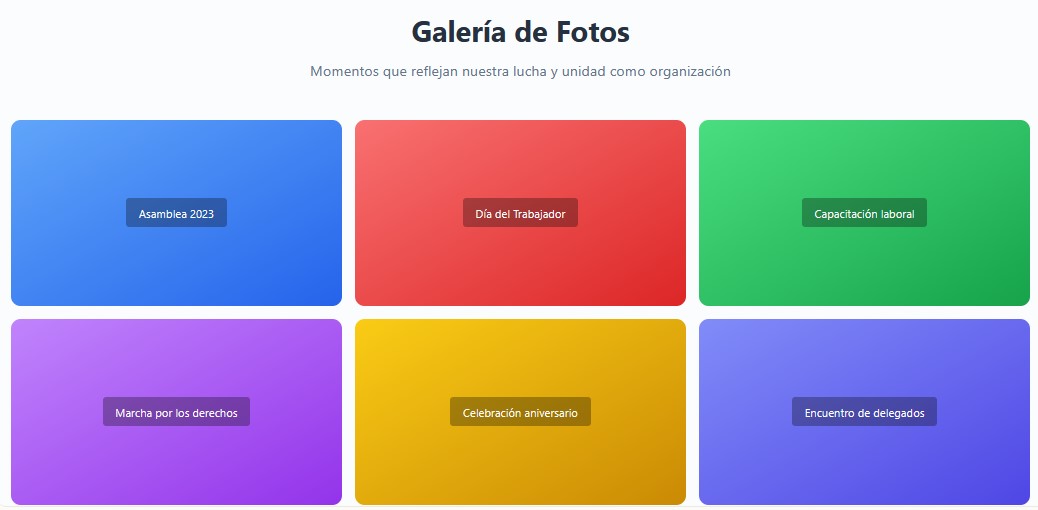 Galería de Fotos
Momentos que reflejan nuestra lucha y unidad como organización
Asamblea 2023
Día del Trabajador
Capacitación laboral
Marcha por los derechos
Celebración aniversario
Encuentro de delegados